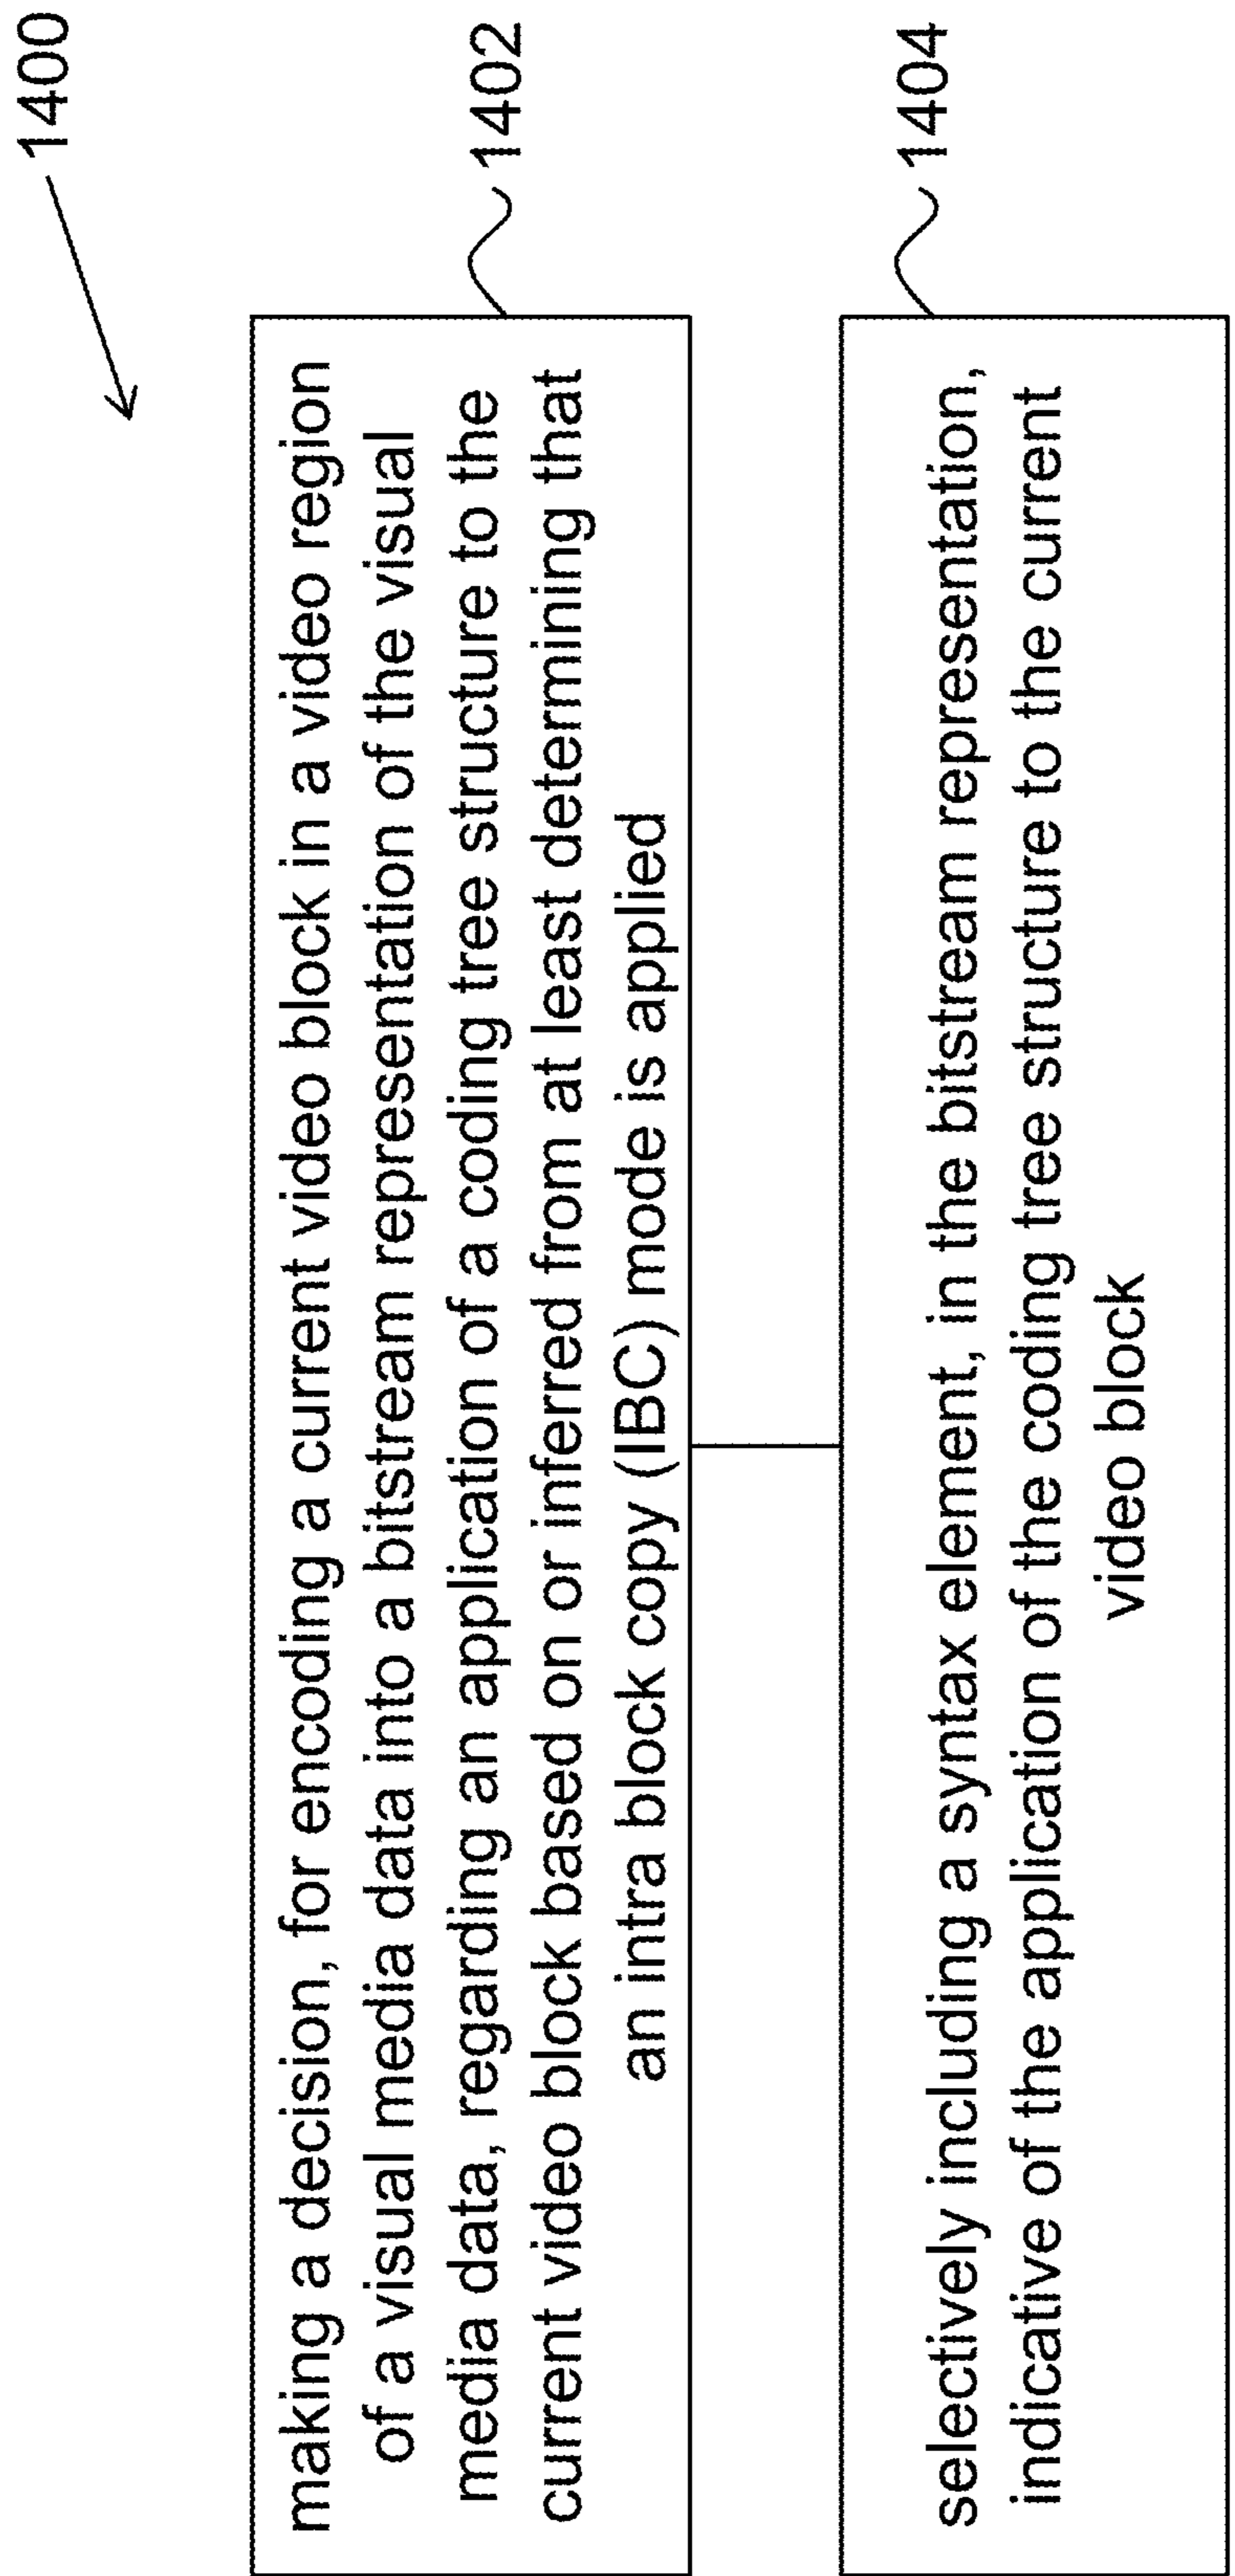 1400
making a decision, for encoding a current video block in a video region
of a visual media data into a bitstream representation of the visual
media data, regarding an application of a coding tree structure to the
current video block based on or inferred from at least determining that
an intra block copy (IBC) mode is applied
1402
selectively including a syntax element, in the bitstream representation,
indicative of the application of the coding tree structure to the current
video block
1404